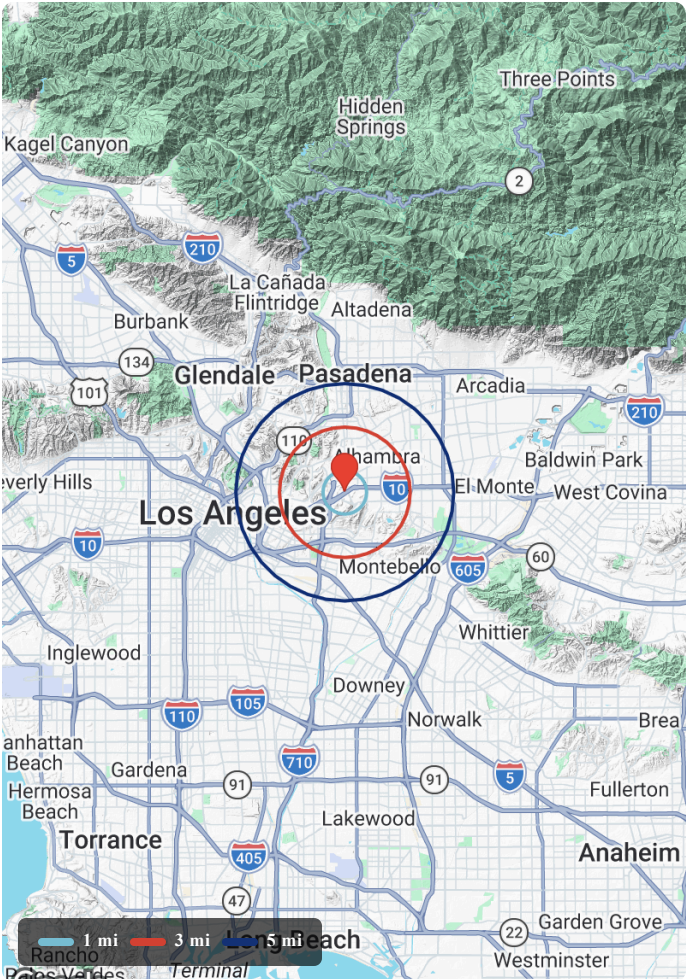 Three Points
Hidden
Springs
Kagel Canyon
2
210
5
La Cañada
Flintridge
Altadena
Burbank
134
Glendale
Pasadena
Arcadia
101
210
110
Alhambra
Baldwin Park
everly Hills
10
El Monte
West Covina
Los Angeles
10
60
Montebello
605
Whittier
Inglewood
Downey
105
110
Norwalk
Brea
anhattan
Beach
710
Gardena
5
91
91
Hermosa
Beach
Fullerton
Lakewood
Torrance
405
Anaheim
47
Garden Grove
22
1 mi
3 mi
5 mi
Long Beach
Rancho
Palos Verdes
Terminal
Westminster